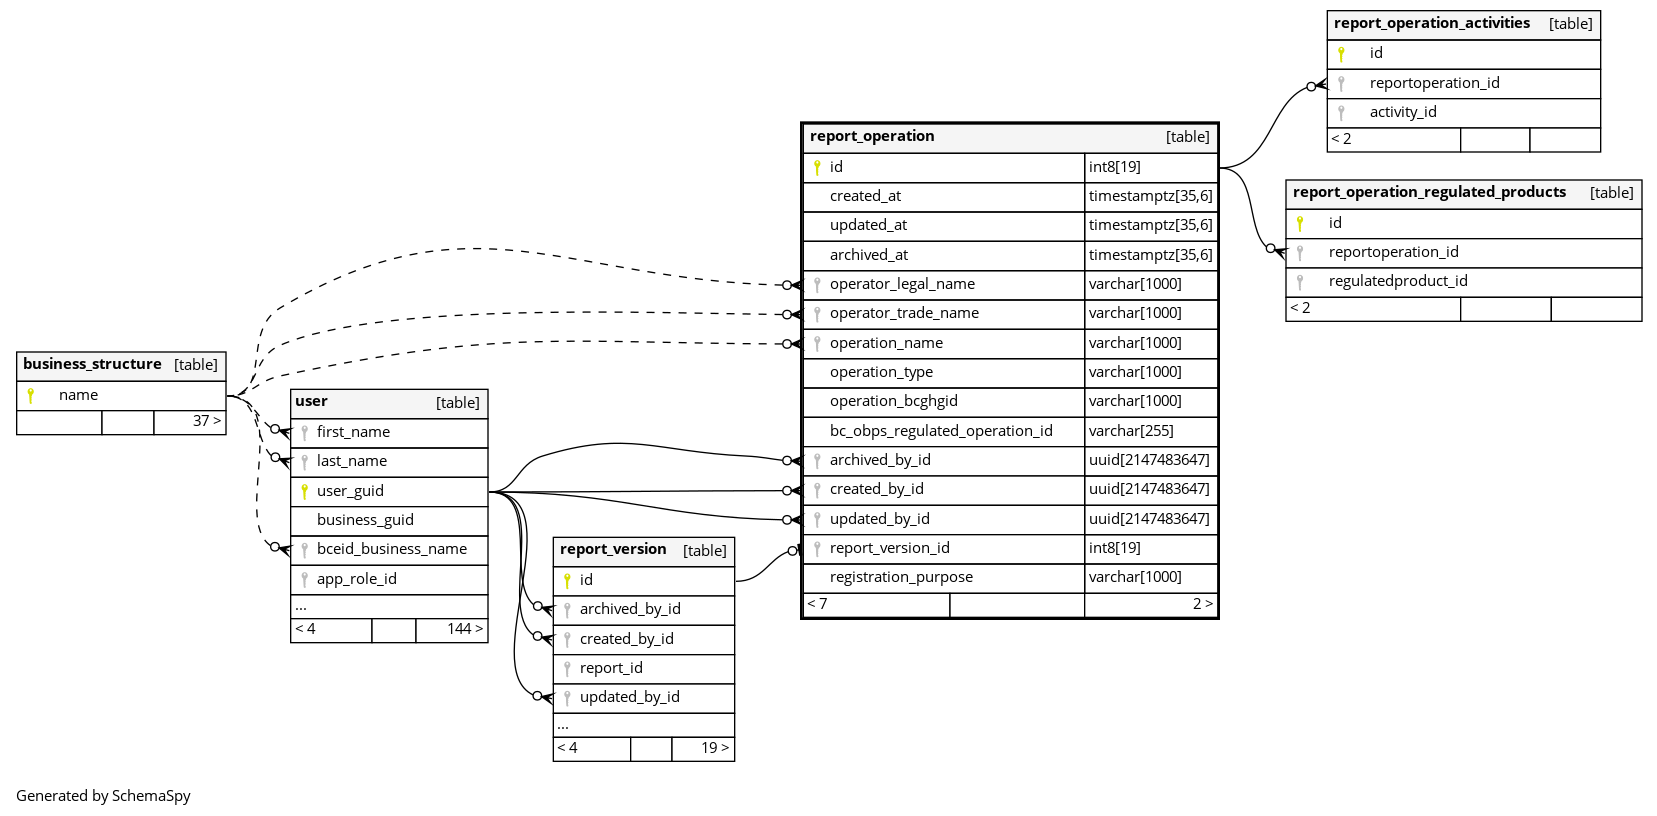 report_operation_activities [table]
id
reportoperation_id
activity_id
< 2
report_operation [table]
id int8[19]
created_at timestamptz[35,6]
updated_at timestamptz[35,6]
archived_at timestamptz[35,6]
operator_legal_name varchar[1000]
operator_trade_name varchar[1000]
operation_name varchar[1000]
operation_type varchar[1000]
operation_bcghgid varchar[1000]
bc_obps_regulated_operation_id varchar[255]
archived_by_id uuid[2147483647]
created_by_id uuid[2147483647]
updated_by_id uuid[2147483647]
report_version_id int8[19]
registration_purpose varchar[1000]
< 7 2 >
report_operation_regulated_products [table]
id
reportoperation_id
regulatedproduct_id
< 2
business_structure [table]
name
37 >
user [table]
first_name
last_name
user_guid
business_guid
bceid_business_name
app_role_id
...
< 4 144 >
report_version [table]
id
archived_by_id
created_by_id
report_id
updated_by_id
...
< 4 19 >
Generated by SchemaSpy